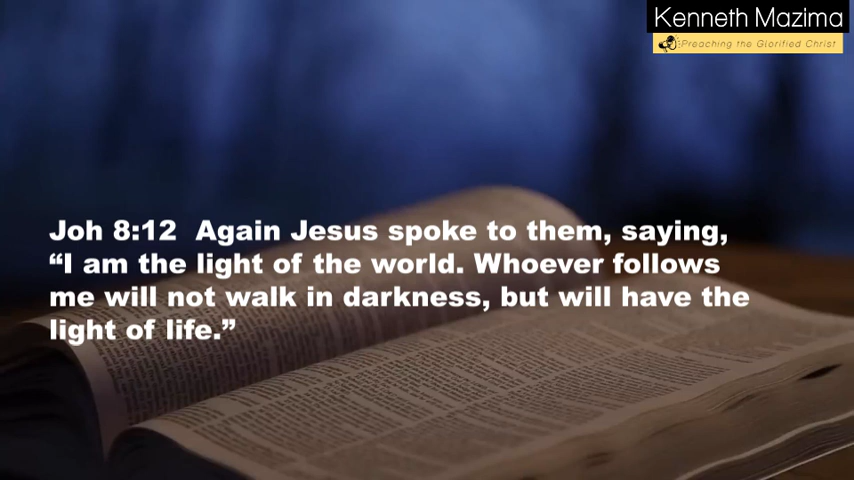 Kenneth Mazima
Preaching the Glorified Christ
Joh 8:12  Again Jesus spoke to them, saying,
“I am the light of the world. Whoever follows
me will not walk in darkness, but will have the
light of life.”